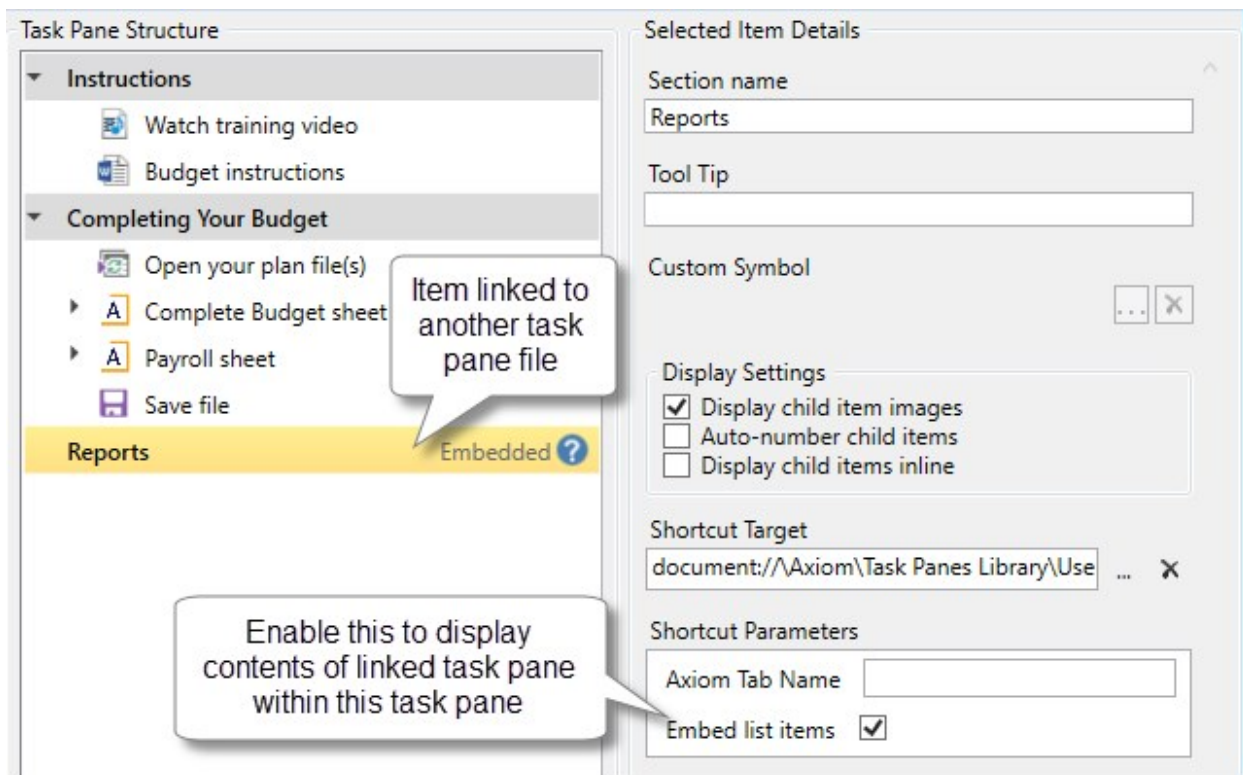 Task Pane Structure
Instructions
Watch training video
Budget instructions
Completing Your Budget
Open your plan file(s)
A Complete Budget sheet
A Payroll sheet
Save file
Reports Embedded ?
Item linked to
another task
pane file
Enable this to display
contents of linked task pane
within this task pane
Selected Item Details
Section name
Reports
Tool Tip
Custom Symbol
...
Display Settings
Display child item images
Auto-number child items
Display child items inline
Shortcut Target
document://\Axiom\Task Panes Library\Use ...
Shortcut Parameters
Axiom Tab Name
Embed list items